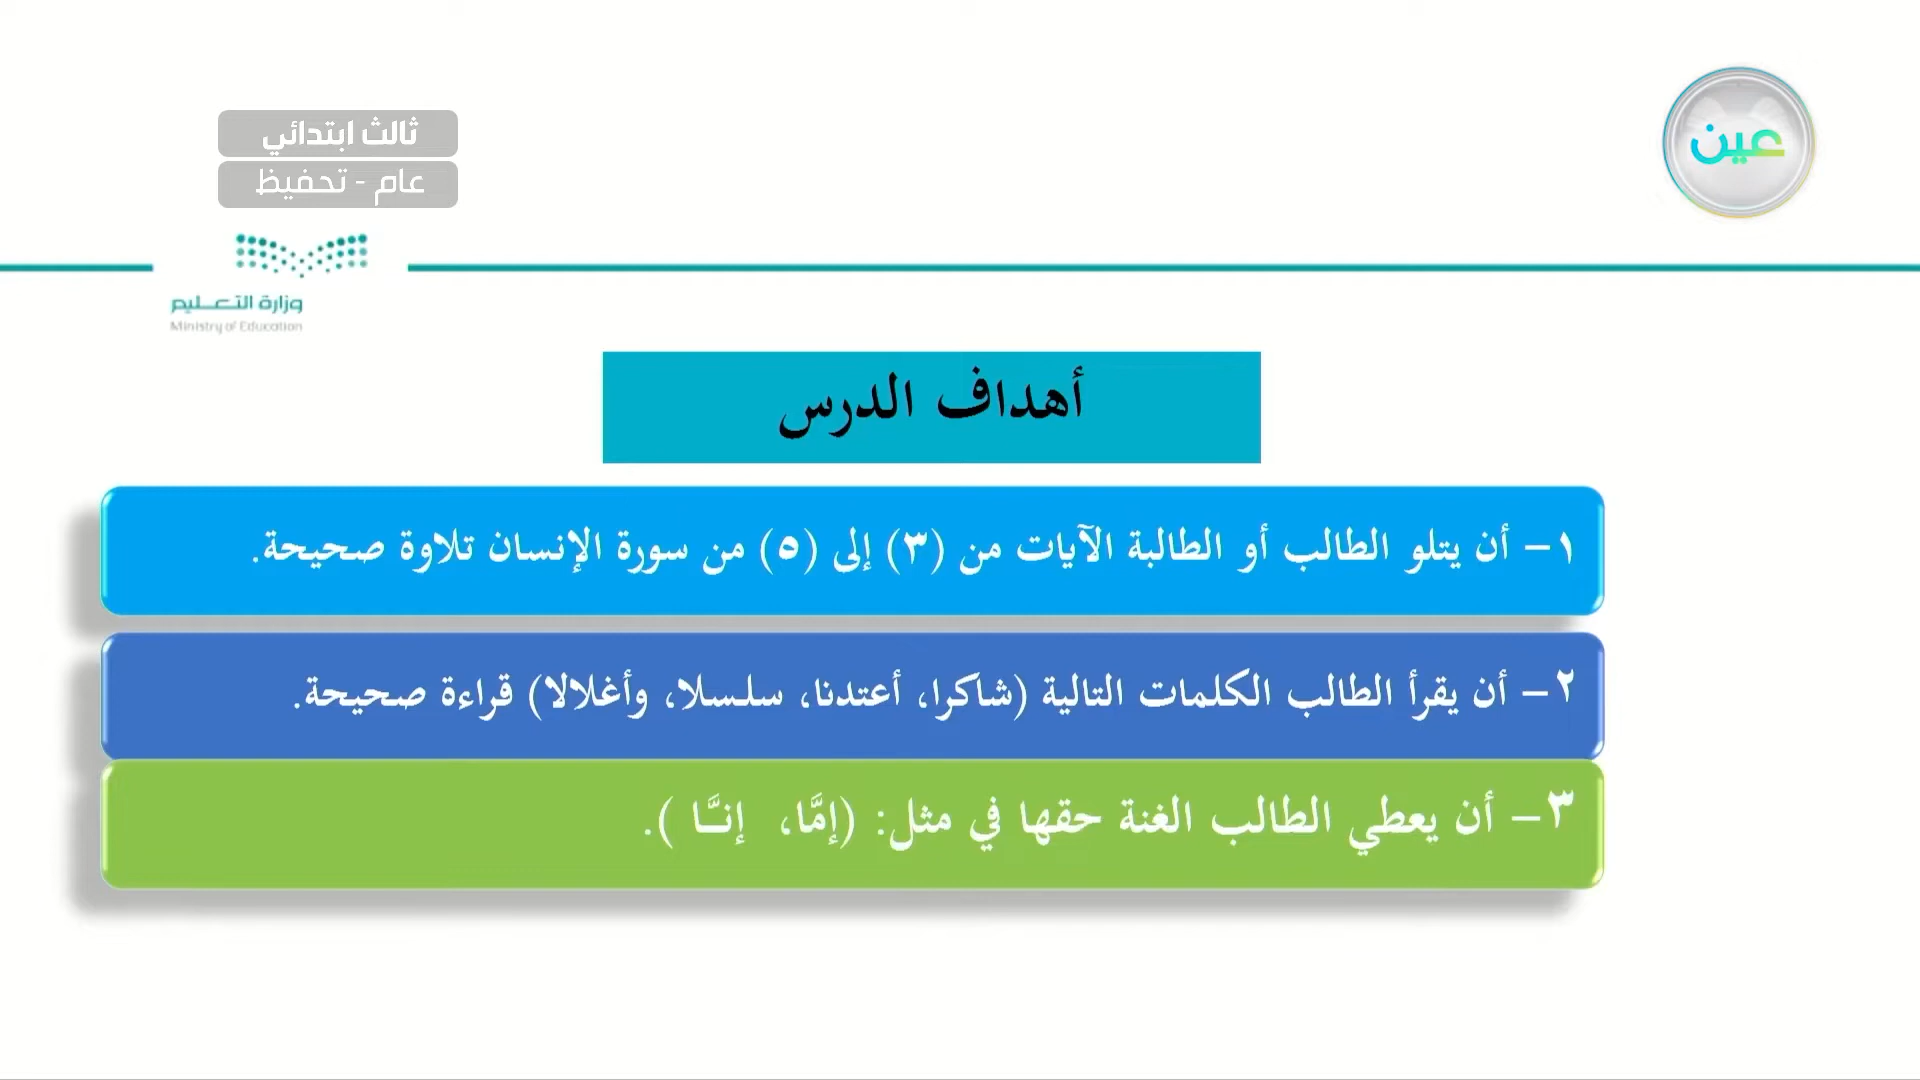 ثالث ابتدائي
عام - تحفيظ
عين
وزارة التعليم
Ministry of Education
أهداف الدرس
١- أن يتلو الطالب أو الطالبة الآيات من (٣) إلى (٥) من سورة الإنسان تلاوة صحيحة.
٢- أن يقرأ الطالب الكلمات التالية (شاكرا، أعتدنا، سلسلا، وأغلالا) قراءة صحيحة.
٣- أن يعطي الطالب الغنة حقها في مثل: (إمَّا، إنَّا ).